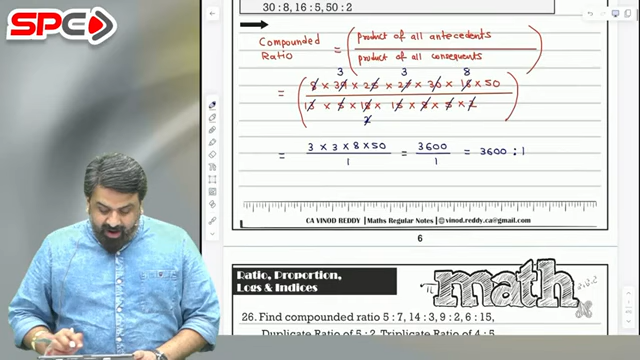 SPC
30 : 8, 16 : 5, 50 : 2
Compounded Ratio = ( product of all antecedents / product of all consequents )
3 3 8
= 3 × 3 × 8 × 50 / 1 = 3600 / 1 = 3600 : 1
CA VINOD REDDY | Maths Regular Notes | vinod.reddy.ca@gmail.com
6
Ratio, Proportion,
Logs & Indices
math
26. Find compounded ratio 5 : 7, 14 : 3, 9 : 2, 6 : 15,
Duplicate Ratio of 5 : 2, Triplicate Ratio of 4 : 5